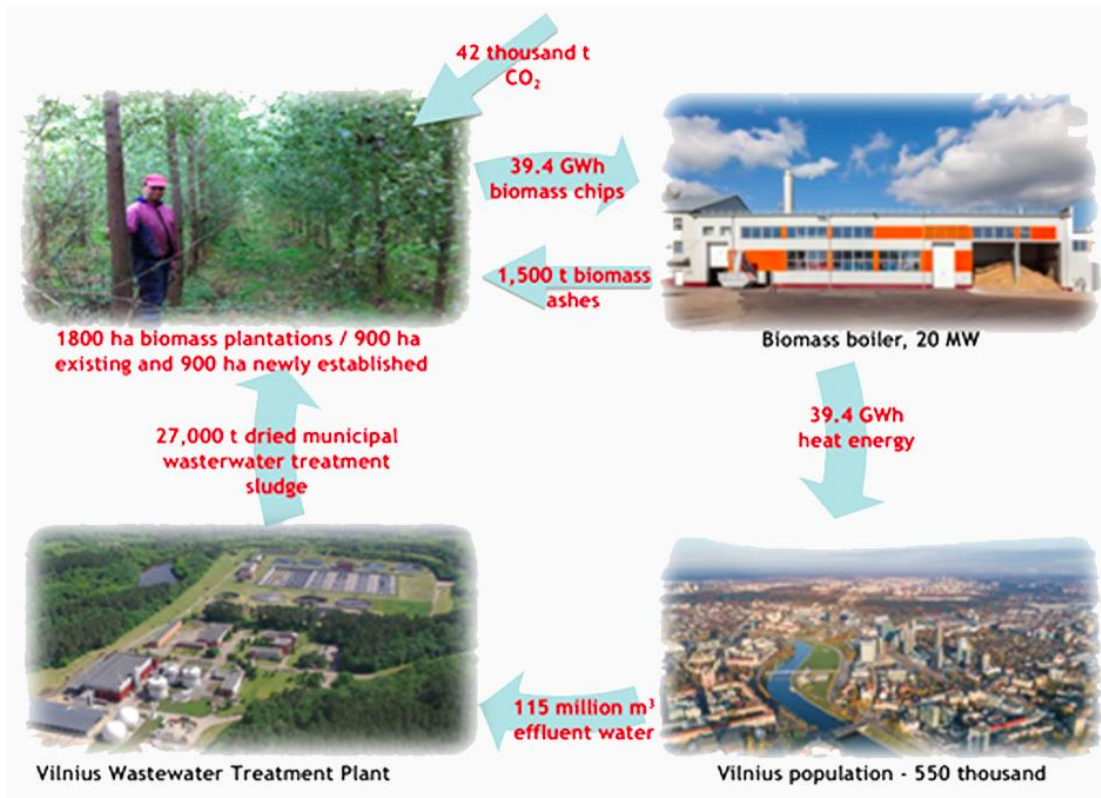 42 thousand t
CO₂
39.4 GWh
biomass chips
1,500 t biomass
ashes
1800 ha biomass plantations / 900 ha
existing and 900 ha newly established
Biomass boiler, 20 MW
39.4 GWh
heat energy
27,000 t dried municipal
wasterwater treatment
sludge
115 million m³
effluent water
Vilnius Wastewater Treatment Plant
Vilnius population - 550 thousand